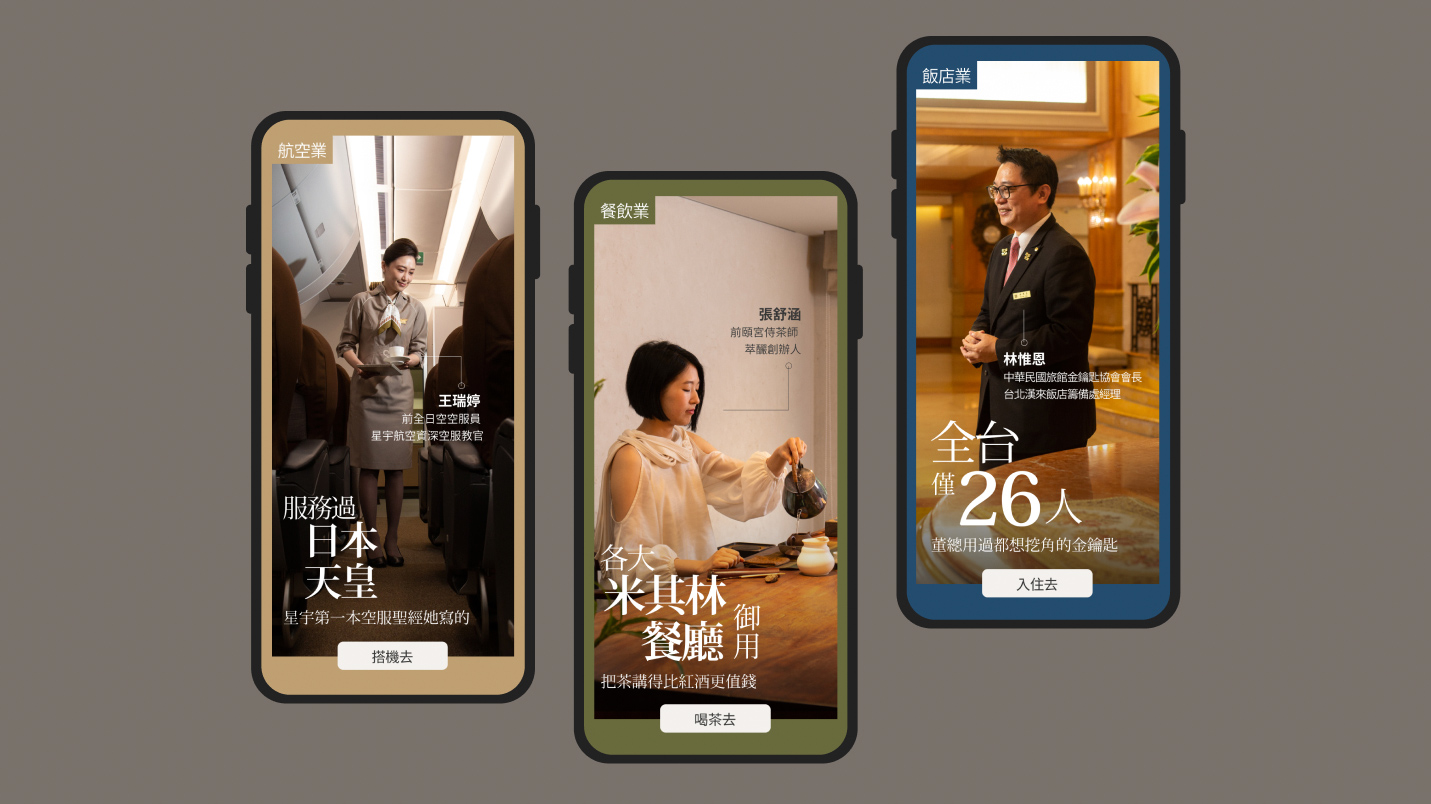 航空業
王瑞婷
前全日空空服員
星宇航空資深空服教官
服務過
日本
天皇
星宇第一本空服聖經她寫的
搭機去
餐飲業
張舒涵
前頤宮侍茶師
萃釅創辦人
各大
米其林
餐廳
御用
把茶講得比紅酒更值錢
喝茶去
飯店業
林惟恩
中華民國旅館金鑰匙協會會長
台北漢來飯店籌備處經理
全台
僅26人
董總用過都想挖角的金鑰匙
入住去